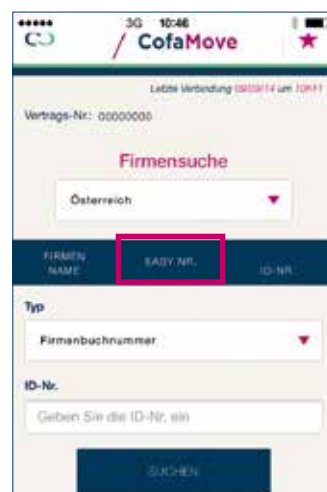 3G 10:46
CofaMove
Letzte Verbindung 09/09/14 um 10h11
Vertrags-Nr.: 00000000
Firmensuche
Österreich
FIRMEN NAME
EASY NR.
ID-NR.
Typ
Firmenbuchnummer
ID-Nr.
Geben Sie die ID-Nr. ein
SUCHEN